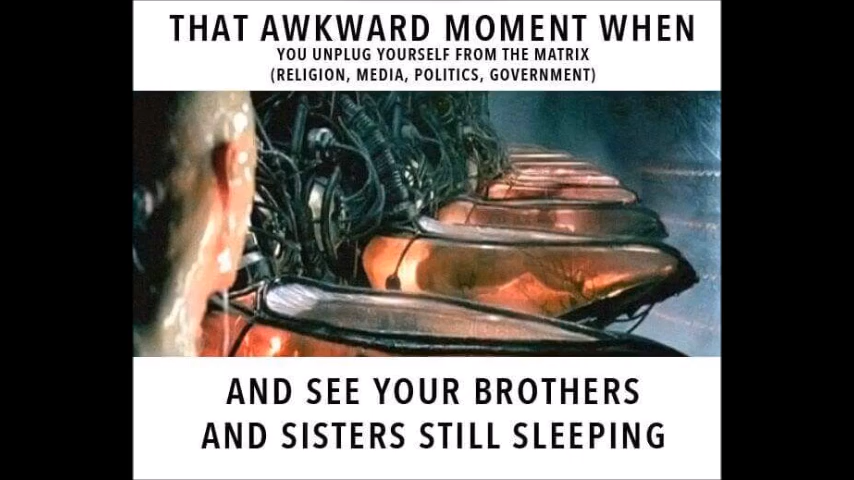 THAT AWKWARD MOMENT WHEN
YOU UNPLUG YOURSELF FROM THE MATRIX
(RELIGION, MEDIA, POLITICS, GOVERNMENT)
AND SEE YOUR BROTHERS
AND SISTERS STILL SLEEPING